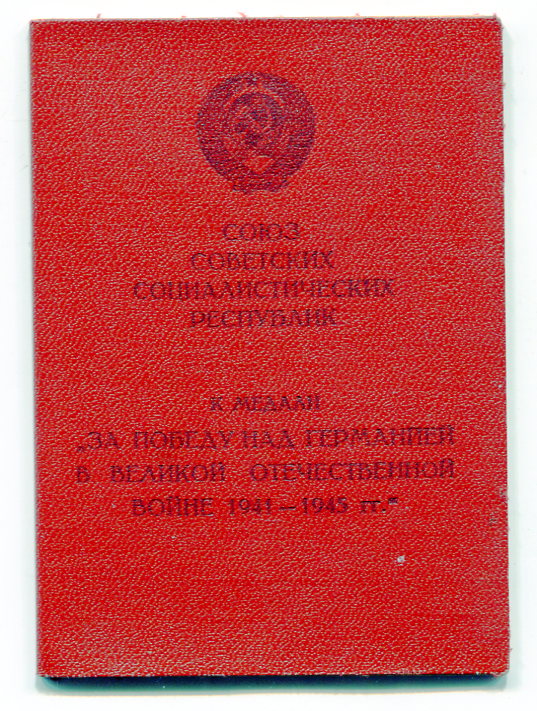 СОЮЗ
СОВЕТСКИХ
СОЦИАЛИСТИЧЕСКИХ
РЕСПУБЛИК
К МЕДАЛИ
„ЗА ПОБЕДУ НАД ГЕРМАНИЕЙ
В ВЕЛИКОЙ ОТЕЧЕСТВЕННОЙ
ВОЙНЕ 1941—1945 гг.“